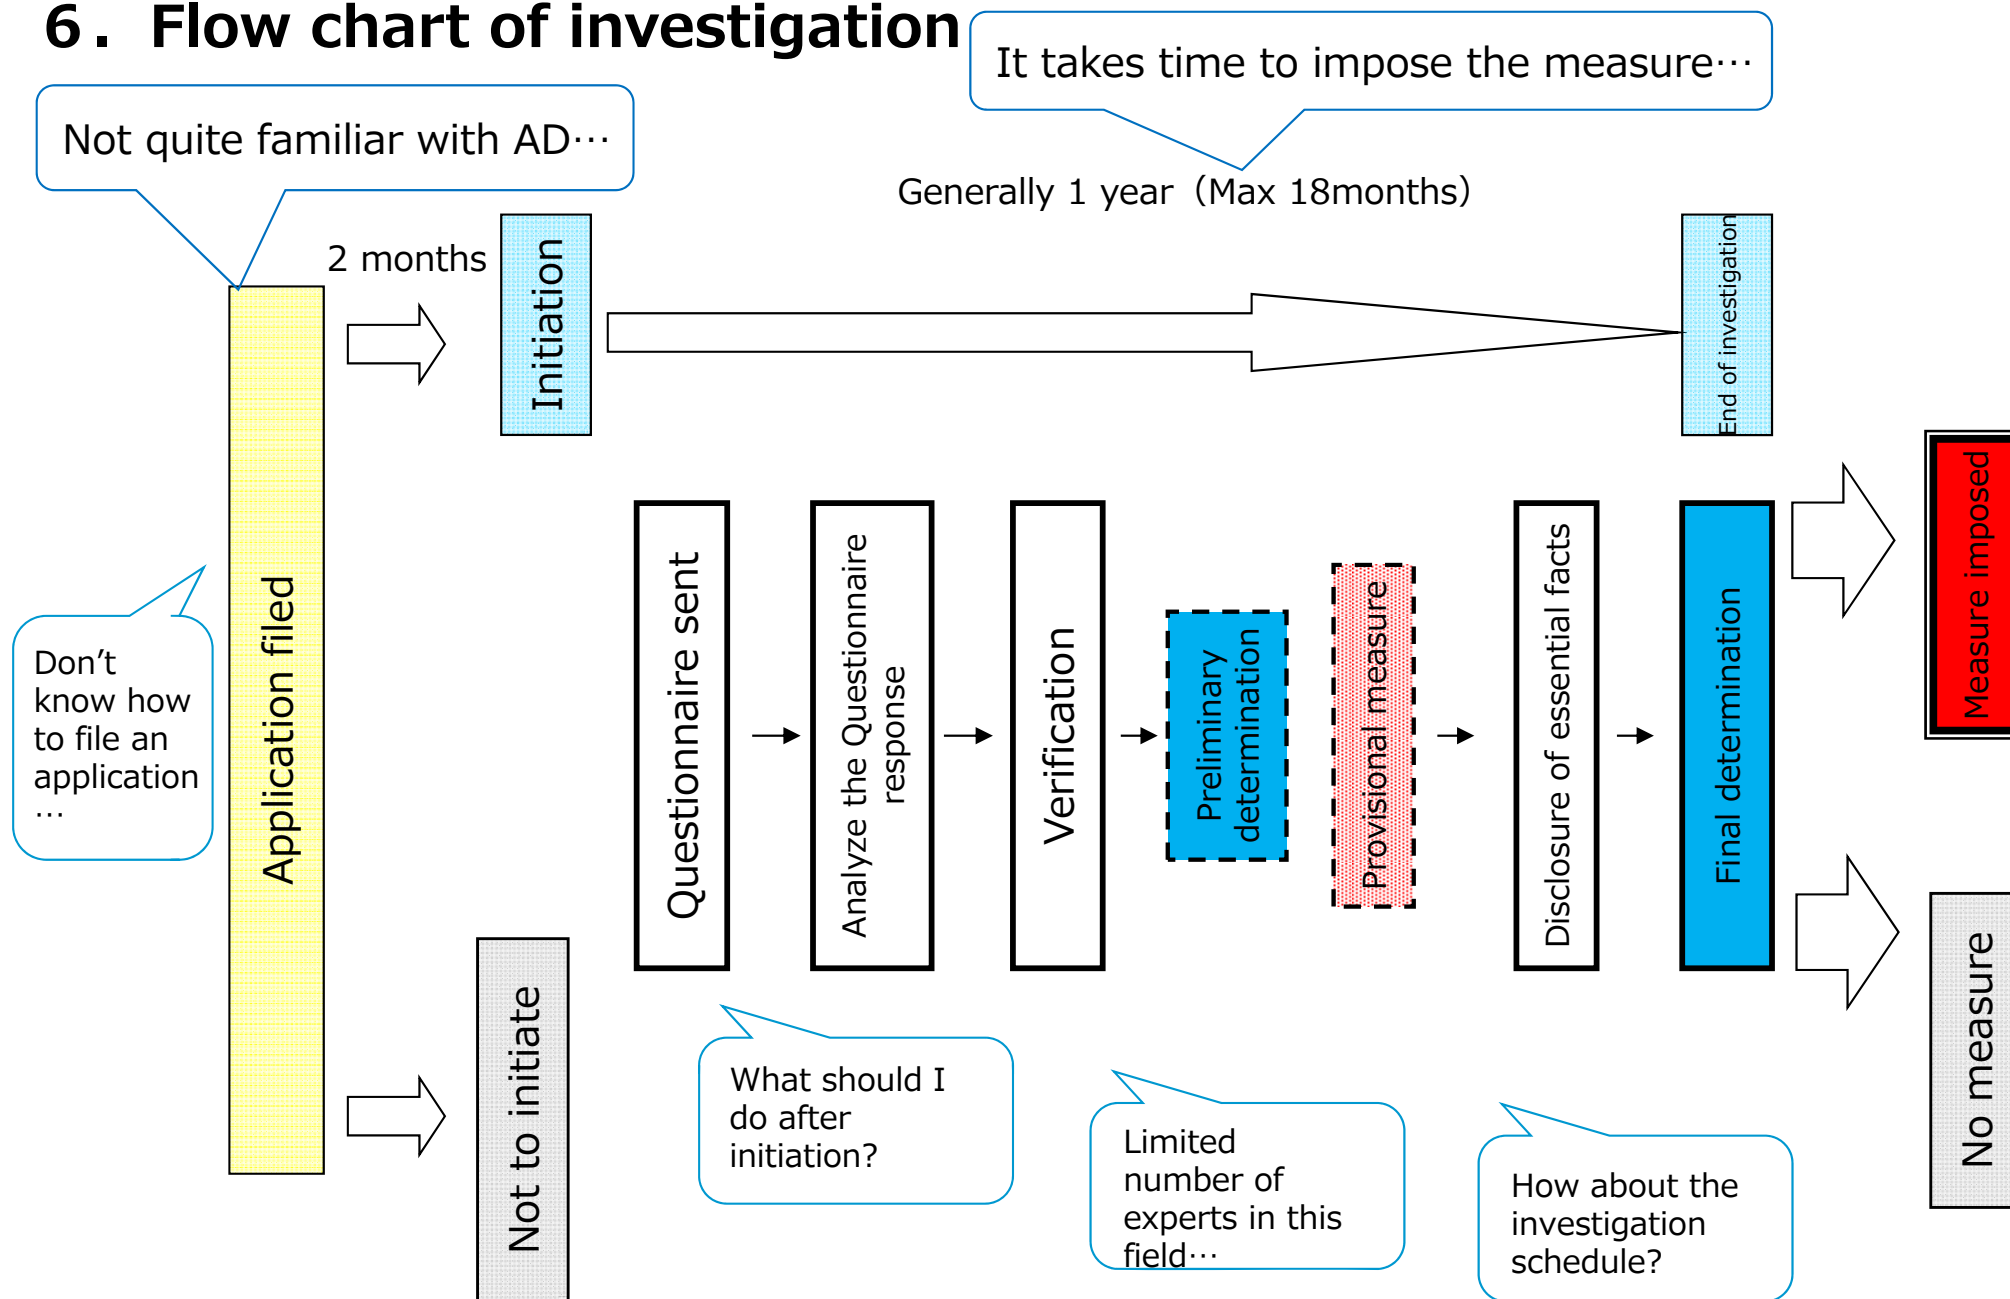 6．Flow chart of investigation
It takes time to impose the measure…
Not quite familiar with AD…
Generally 1 year（Max 18months）
2 months
Initiation
End of investigation
Application filed
Don’t
know how
to file an
application
…
Not to initiate
Questionnaire sent
Analyze the Questionnaire
response
Verification
Preliminary
determination
Provisional measure
Disclosure of essential facts
Final determination
Measure imposed
No measure
What should I
do after
initiation?
Limited
number of
experts in this
field…
How about the
investigation
schedule?